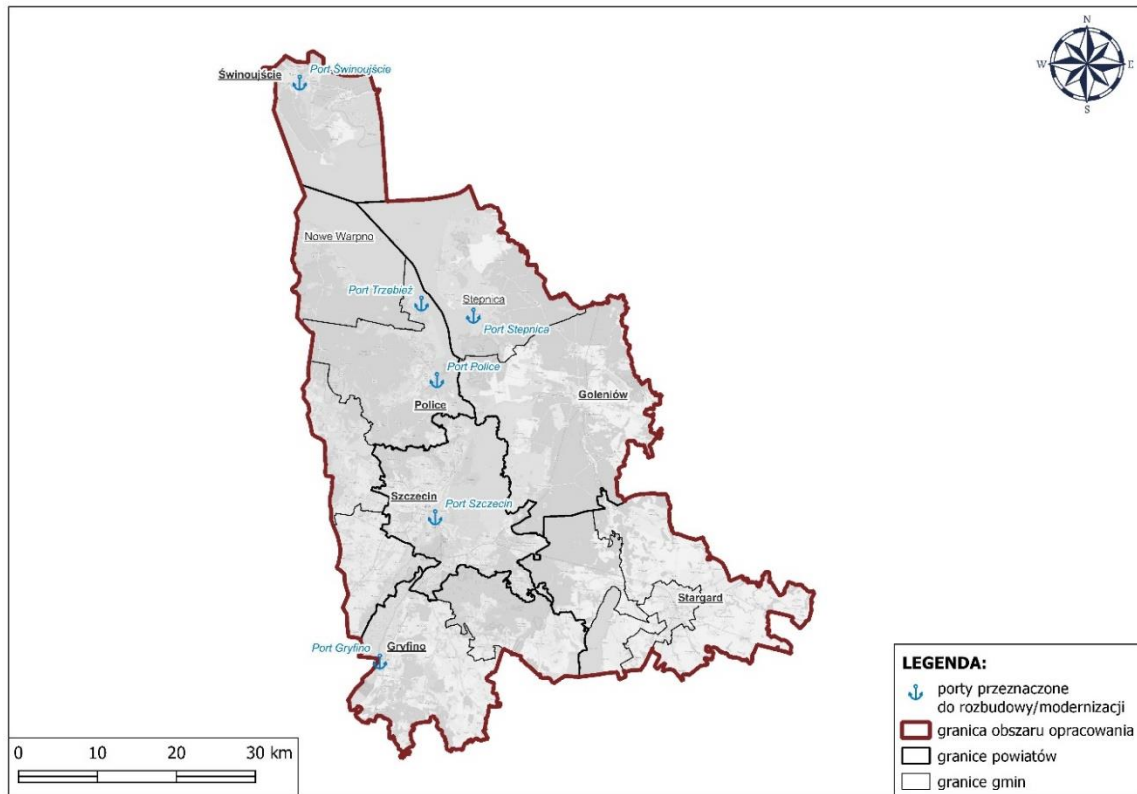 N
W
E
S
Port Świnoujście
Świnoujście
Nowe Warpno
Port Trzebież
Stepnica
Port Stepnica
Port Police
Police
Goleniów
Szczecin
Port Szczecin
Stargard
Port Gryfino
Gryfino
LEGENDA:
porty przeznaczone
do rozbudowy/modernizacji
granica obszaru opracowania
granice powiatów
granice gmin
0 10 20 30 km